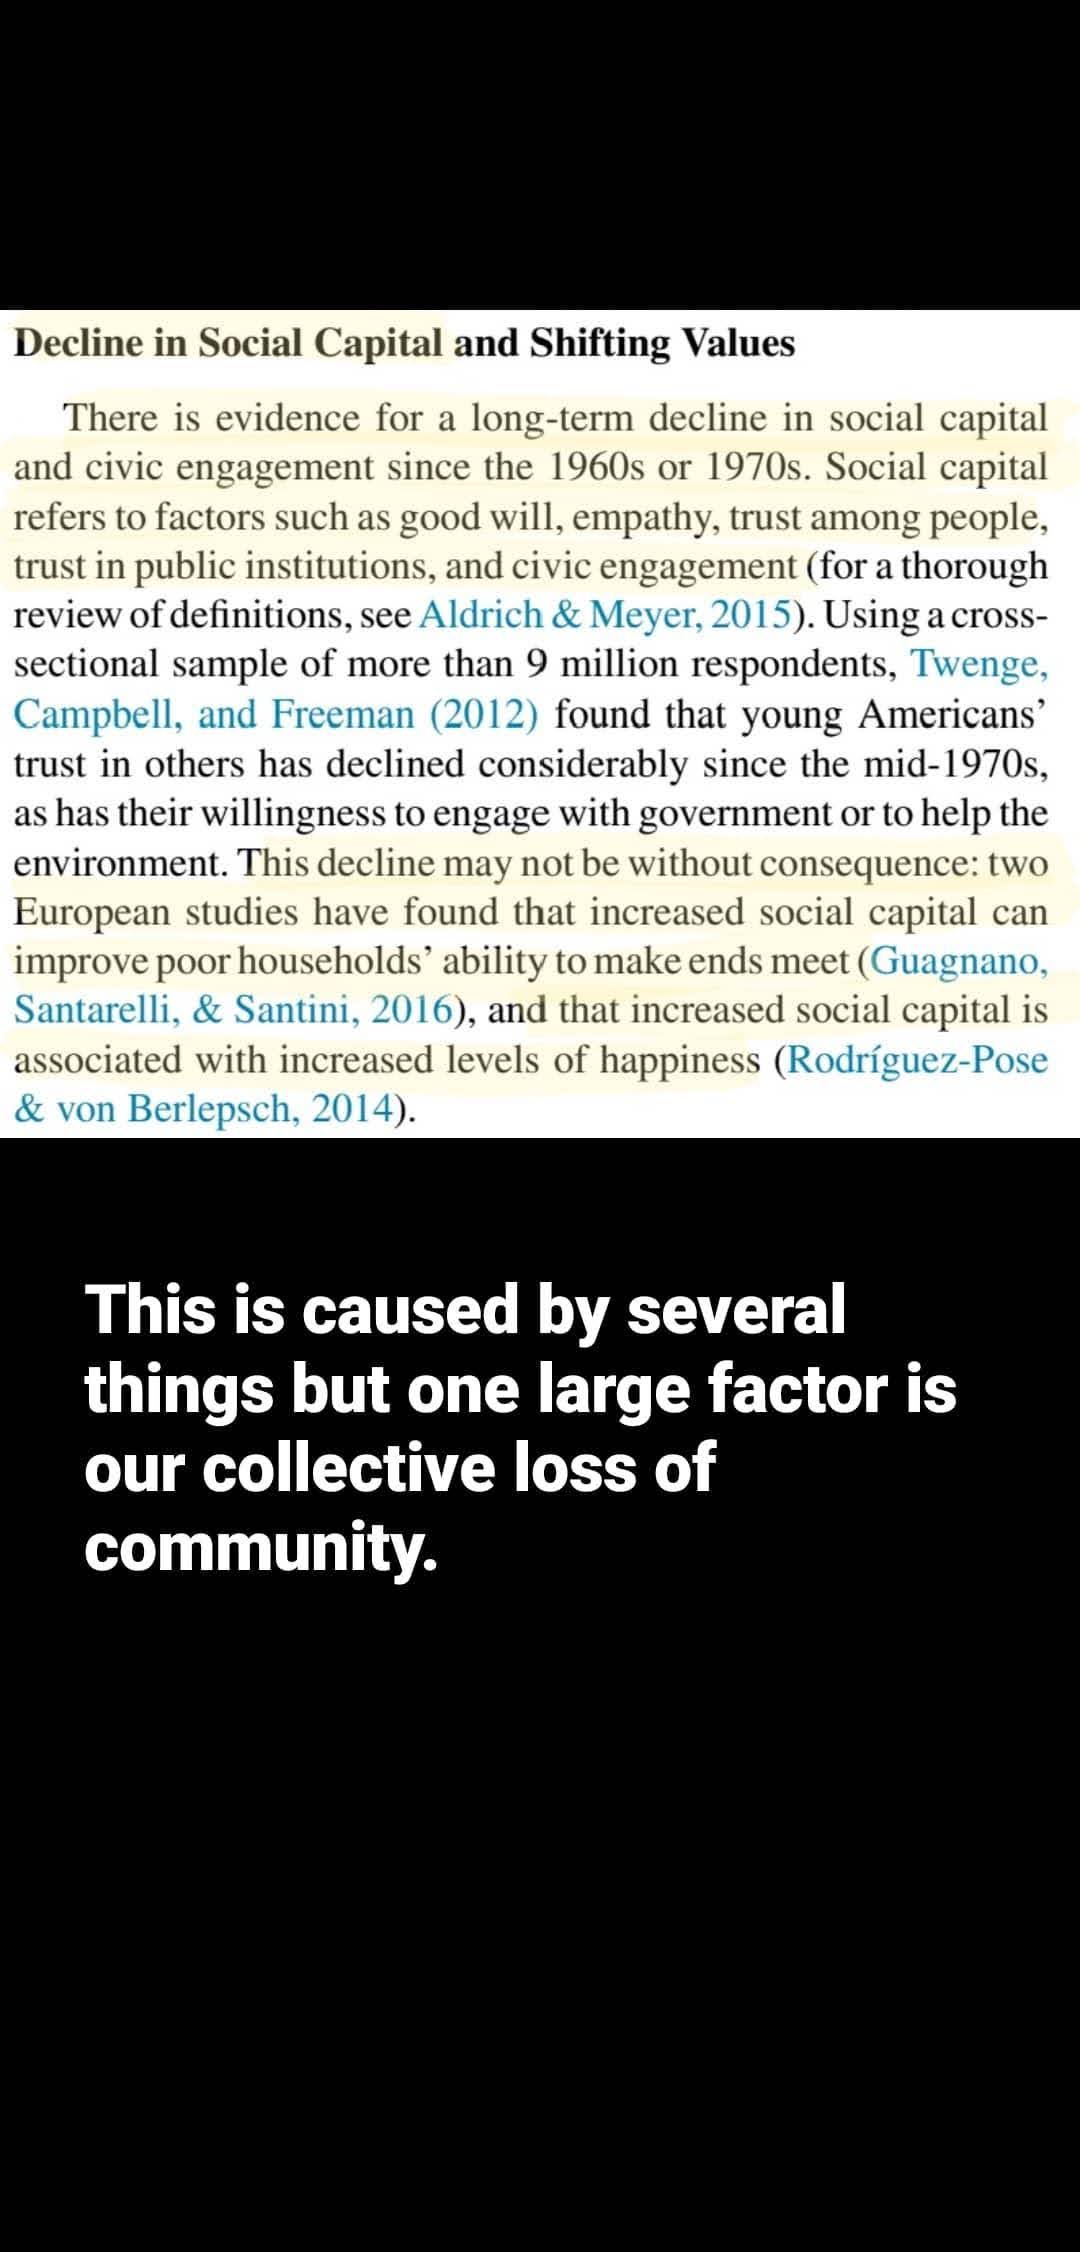 Decline in Social Capital and Shifting Values
There is evidence for a long-term decline in social capital
and civic engagement since the 1960s or 1970s. Social capital
refers to factors such as good will, empathy, trust among people,
trust in public institutions, and civic engagement (for a thorough
review of definitions, see Aldrich & Meyer, 2015). Using a cross-
sectional sample of more than 9 million respondents, Twenge,
Campbell, and Freeman (2012) found that young Americans’
trust in others has declined considerably since the mid-1970s,
as has their willingness to engage with government or to help the
environment. This decline may not be without consequence: two
European studies have found that increased social capital can
improve poor households’ ability to make ends meet (Guagnano,
Santarelli, & Santini, 2016), and that increased social capital is
associated with increased levels of happiness (Rodríguez-Pose
& von Berlepsch, 2014).
This is caused by several
things but one large factor is
our collective loss of
community.